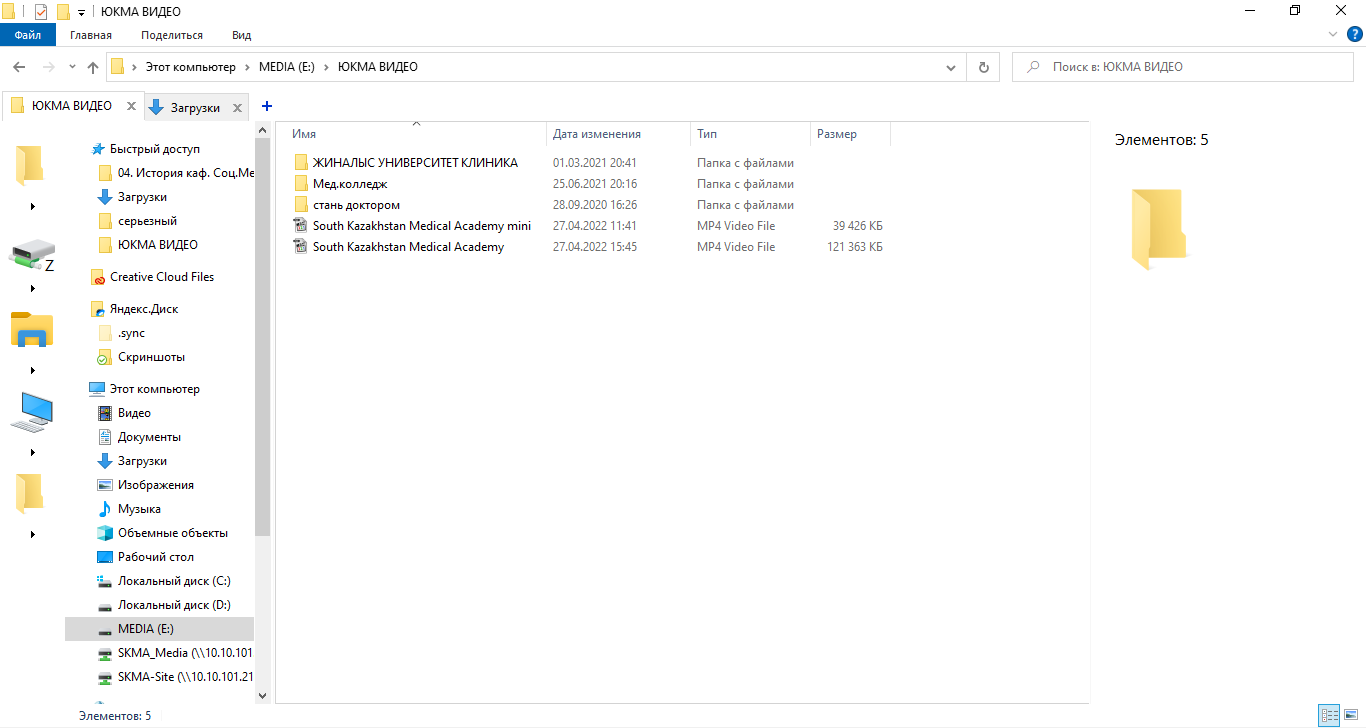 ЮКМА ВИДЕО
Файл Главная Поделиться Вид
Этот компьютер MEDIA (E:) ЮКМА ВИДЕО
Поиск в: ЮКМА ВИДЕО
ЮКМА ВИДЕО Загрузки
Z
Быстрый доступ
04. История каф. Соц.Ме
Загрузки
серьезный
ЮКМА ВИДЕО
Creative Cloud Files
Яндекс.Диск
.sync
Скриншоты
Этот компьютер
Видео
Документы
Загрузки
Изображения
Музыка
Объемные объекты
Рабочий стол
Локальный диск (C:)
Локальный диск (D:)
MEDIA (E:)
SKMA_Media (\\10.10.101
SKMA-Site (\\10.10.101.21
Имя Дата изменения Тип Размер
ЖИНАЛЫС УНИВЕРСИТЕТ КЛИНИКА 01.03.2021 20:41 Папка с файлами
Мед.колледж 25.06.2021 20:16 Папка с файлами
стань доктором 28.09.2020 16:26 Папка с файлами
South Kazakhstan Medical Academy mini 27.04.2022 11:41 MP4 Video File 39 426 КБ
South Kazakhstan Medical Academy 27.04.2022 15:45 MP4 Video File 121 363 КБ
Элементов: 5
Элементов: 5